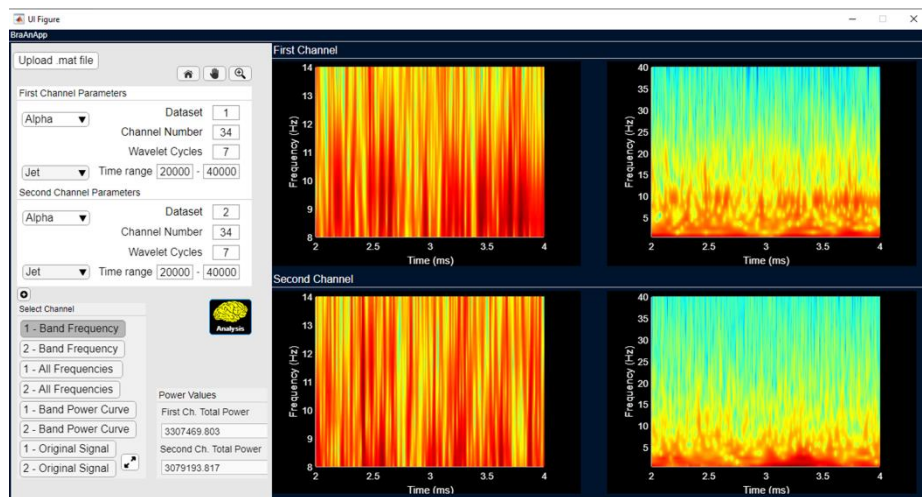 UI Figure
BraAnApp
Upload .mat file
First Channel Parameters
Alpha
Dataset 1
Channel Number 34
Wavelet Cycles 7
Jet Time range 20000 - 40000
Second Channel Parameters
Alpha
Dataset 2
Channel Number 34
Wavelet Cycles 7
Jet Time range 20000 - 40000
Select Channel
1 - Band Frequency
2 - Band Frequency
1 - All Frequencies
2 - All Frequencies
1 - Band Power Curve
2 - Band Power Curve
1 - Original Signal
2 - Original Signal
Analysis
Power Values
First Ch. Total Power
3307469.803
Second Ch. Total Power
3079193.817
First Channel
14
13
12
11
10
9
8
Frequency (Hz)
2 2.5 3 3.5 4
Time (ms)
40
35
30
25
20
15
10
5
Frequency (Hz)
2 2.5 3 3.5 4
Time (ms)
Second Channel
14
13
12
11
10
9
8
Frequency (Hz)
2 2.5 3 3.5 4
Time (ms)
40
35
30
25
20
15
10
5
Frequency (Hz)
2 2.5 3 3.5 4
Time (ms)